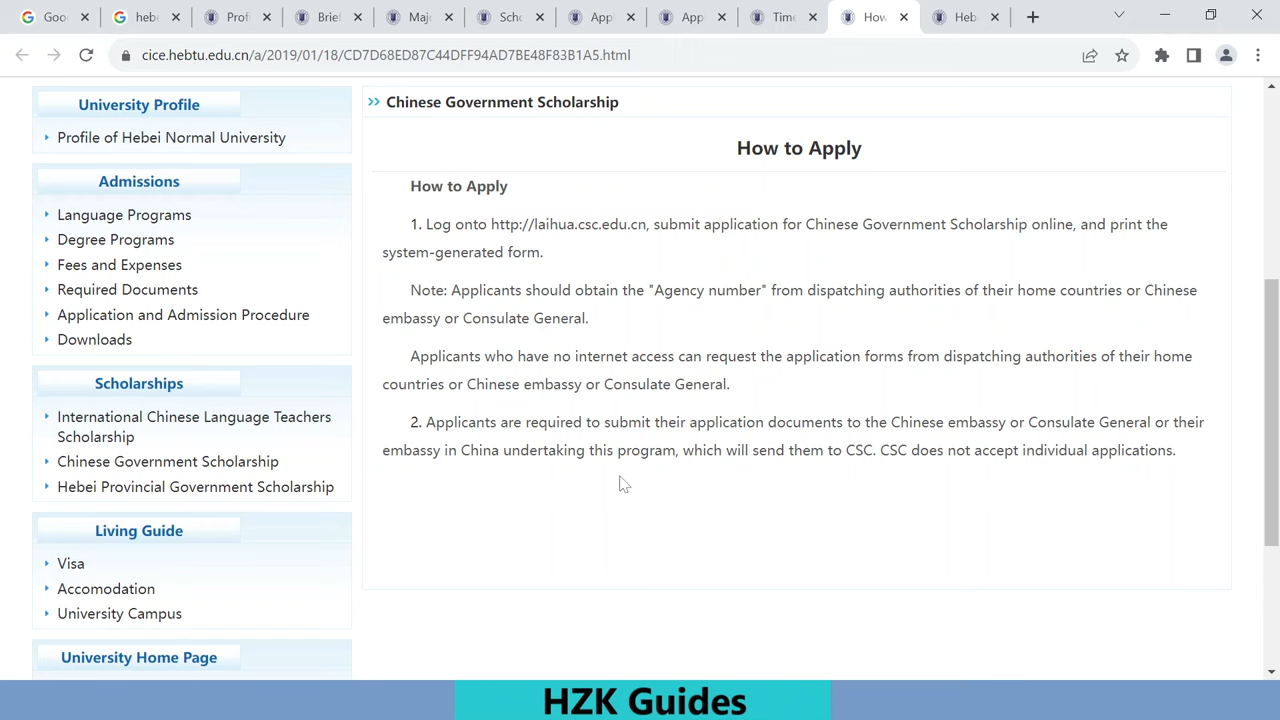 Goo
hebe
Profi
Brief
Majo
Scho
App
App
Time
How
Heb
cice.hebtu.edu.cn/a/2019/01/18/CD7D68ED87C44DFF94AD7BE48F83B1A5.html
University Profile
Profile of Hebei Normal University
Admissions
Language Programs
Degree Programs
Fees and Expenses
Required Documents
Application and Admission Procedure
Downloads
Scholarships
International Chinese Language Teachers
Scholarship
Chinese Government Scholarship
Hebei Provincial Government Scholarship
Living Guide
Visa
Accomodation
University Campus
University Home Page
Chinese Government Scholarship
How to Apply
How to Apply
1. Log onto http://laihua.csc.edu.cn, submit application for Chinese Government Scholarship online, and print the
system-generated form.
Note: Applicants should obtain the "Agency number" from dispatching authorities of their home countries or Chinese
embassy or Consulate General.
Applicants who have no internet access can request the application forms from dispatching authorities of their home
countries or Chinese embassy or Consulate General.
2. Applicants are required to submit their application documents to the Chinese embassy or Consulate General or their
embassy in China undertaking this program, which will send them to CSC. CSC does not accept individual applications.
HZK Guides